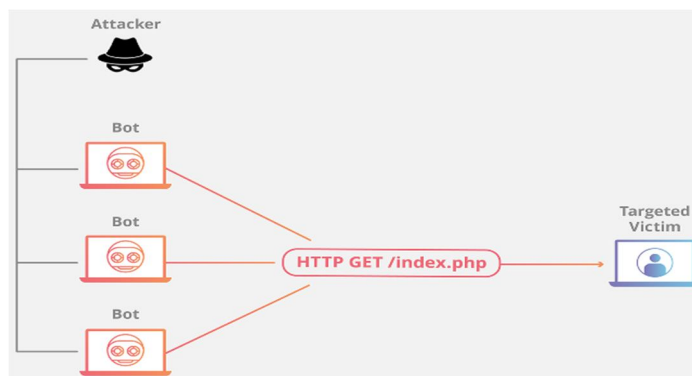 Attacker
Bot
Bot
HTTP GET /index.php
Targeted
Victim
Bot